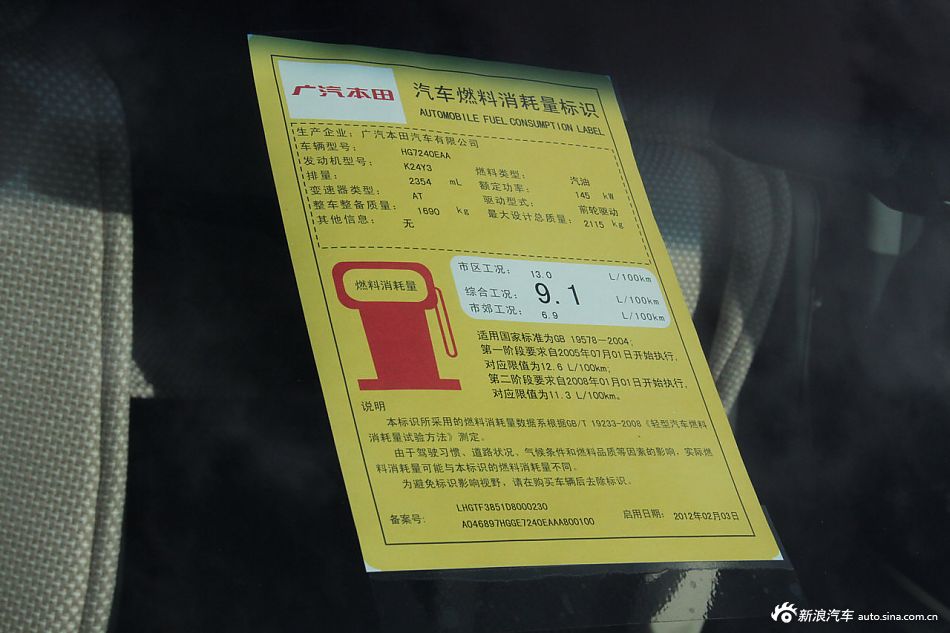 广汽本田
汽车燃料消耗量标识
AUTOMOBILE FUEL CONSUMPTION LABEL
生产企业: 广汽本田汽车有限公司
车辆型号: HG7240EAA
发动机型号: K24Y3 燃料类型: 汽油
排量: 2354 mL 额定功率: 145 kW
变速器类型: AT 驱动型式: 前轮驱动
整车整备质量: 1690 kg 最大设计总质量: 2115 kg
其他信息: 无
燃料消耗量
市区工况: 13.0 L/100km
综合工况: 9.1 L/100km
市郊工况: 6.9 L/100km
适用国家标准为GB 19578—2004;
第一阶段要求自2005年07月01日开始执行,
对应限值为12.6 L/100km;
第二阶段要求自2008年01月01日开始执行,
对应限值为11.3 L/100km。
说明
本标识所采用的燃料消耗量数据系根据GB/T 19233-2008《轻型汽车燃料
消耗量试验方法》测定。
由于驾驶习惯、道路状况、气候条件和燃料品质等因素的影响,实际燃
料消耗量可能与本标识的燃料消耗量不同。
为避免标识影响视野,请在购买车辆后去除标识。
LHGTF3851D8000230
备案号: A046897HGGE7240EAAA800100 启用日期: 2012年02月03日
新浪汽车 auto.sina.com.cn